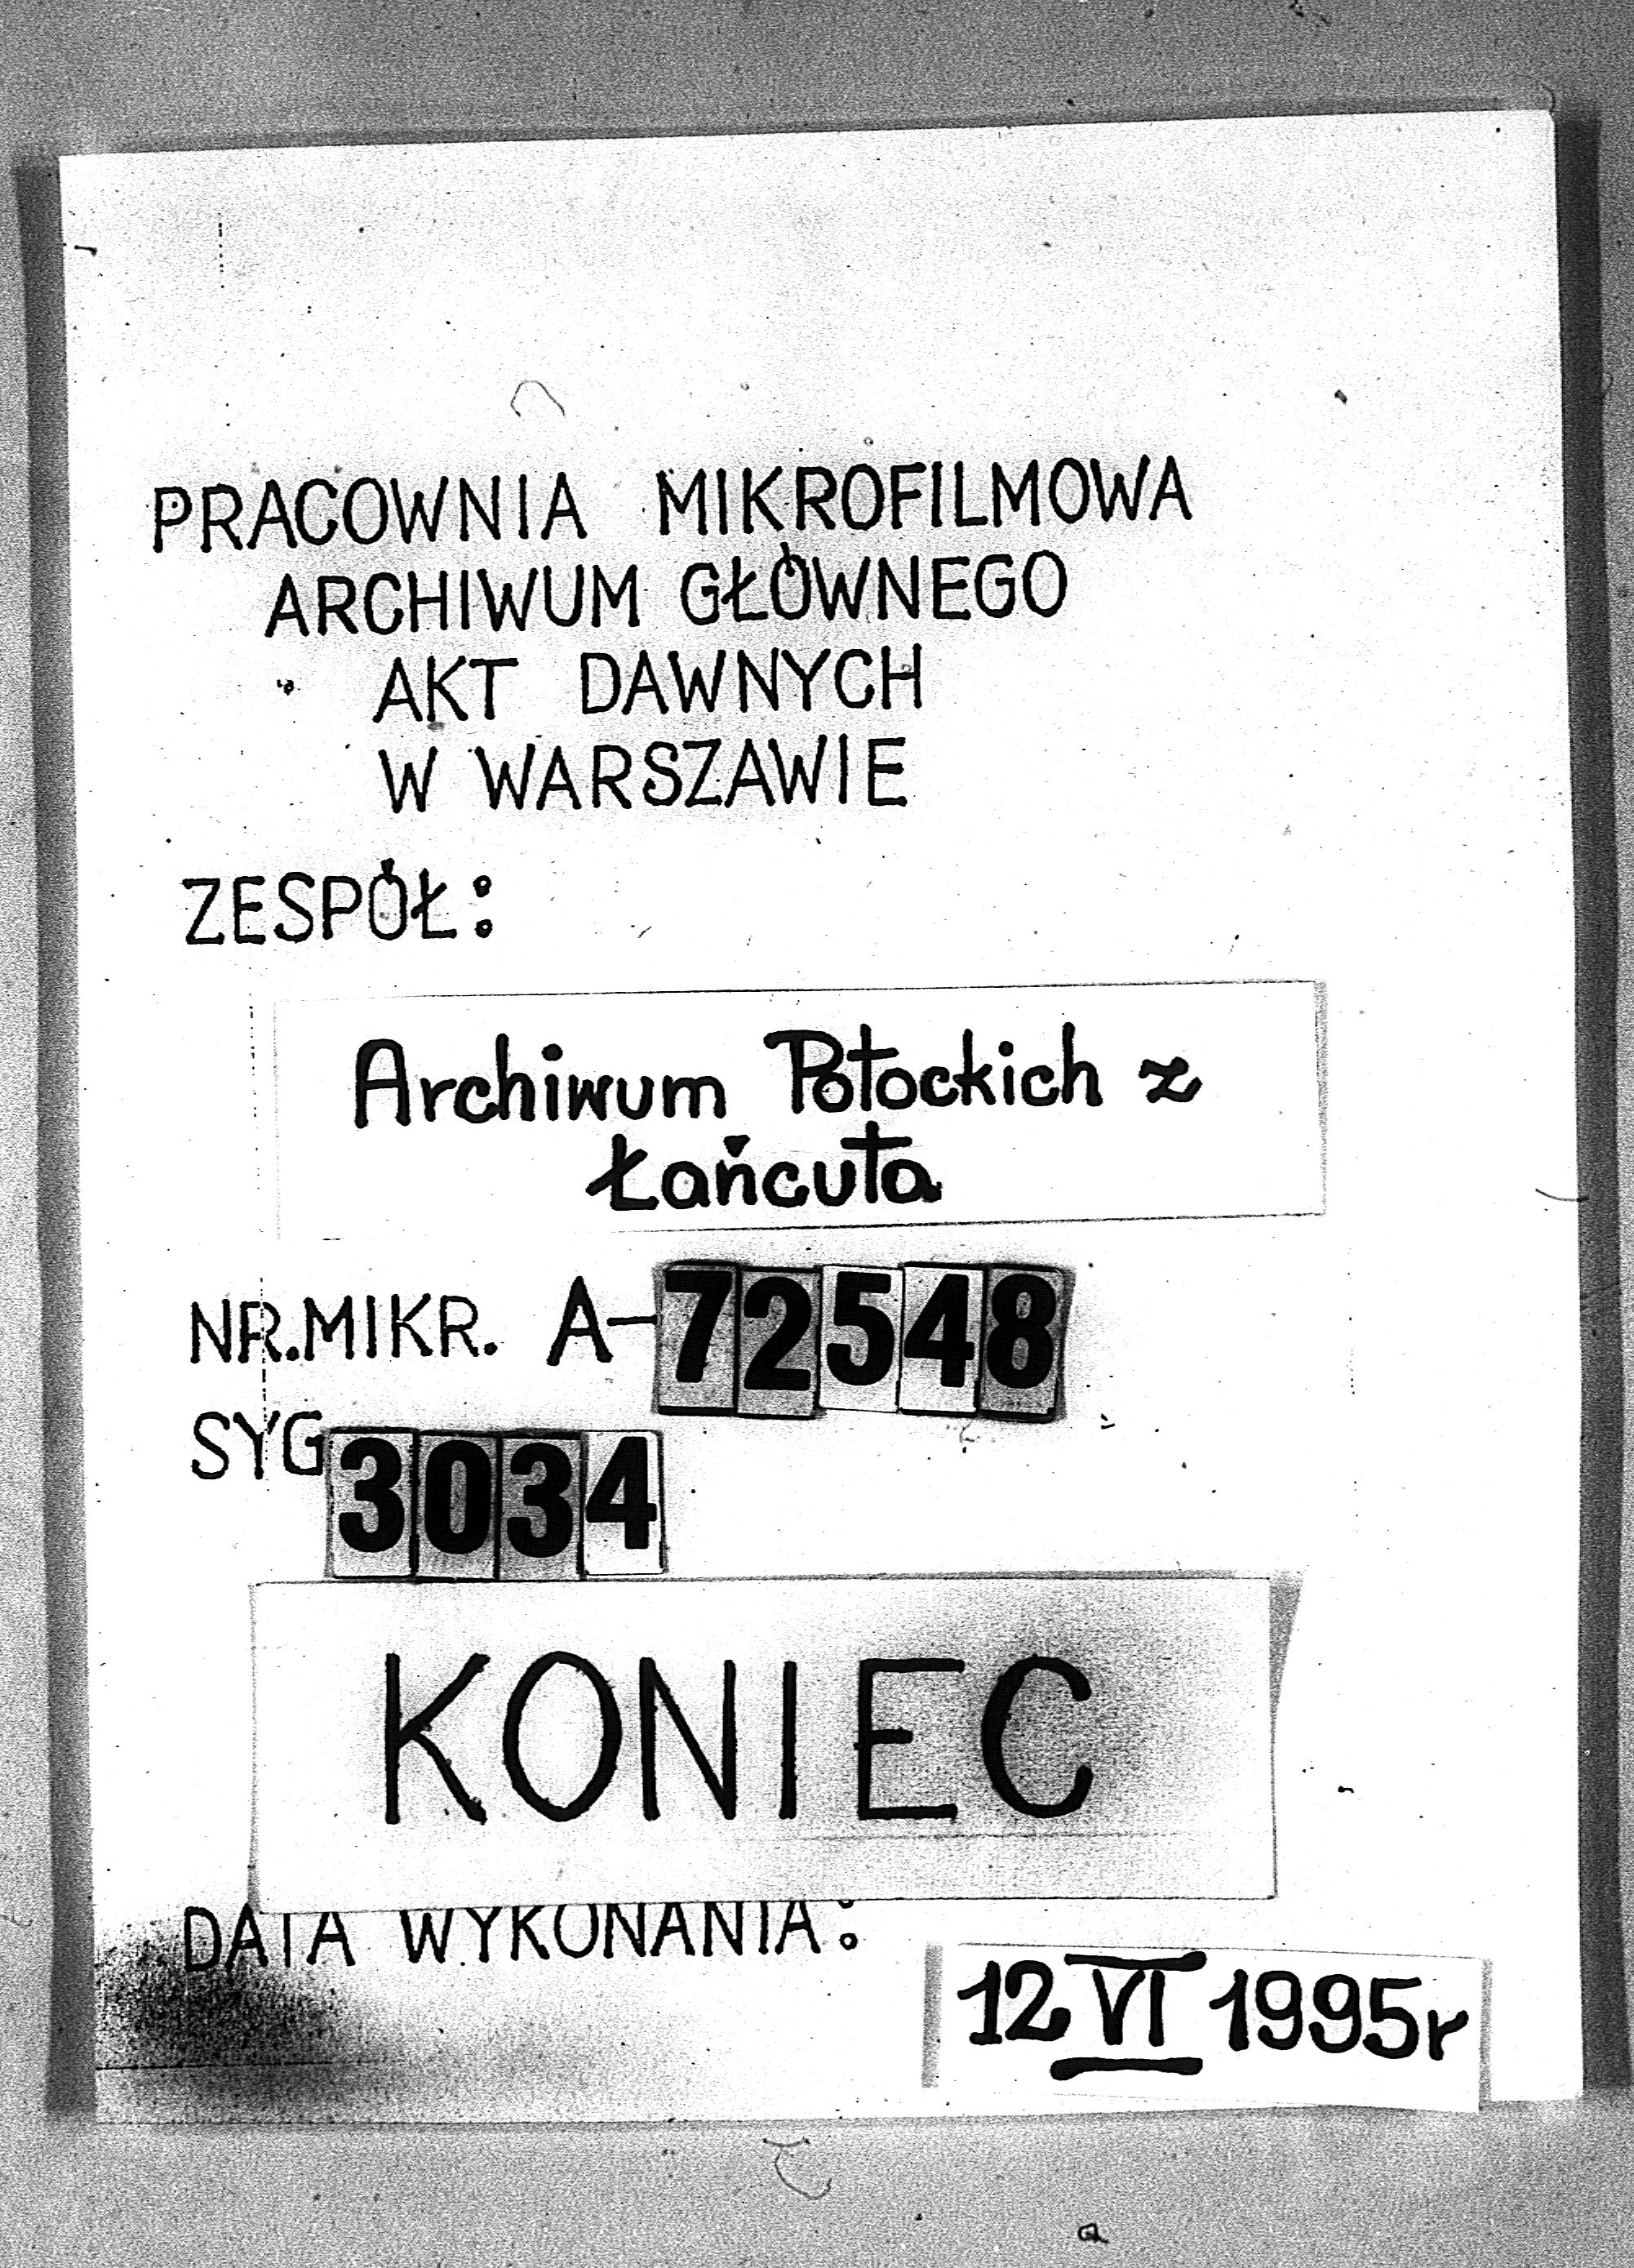 PRACOWNIA MIKROFILMOWA
ARCHIWUM GŁÓWNEGO
AKT DAWNYCH
W WARSZAWIE
ZESPÓŁ:
Archiwum Potockich z
Łańcuta
NR.MIKR. A-72548
SYG 3034
KONIEC
DATA WYKONANIA:
12 VI 1995r